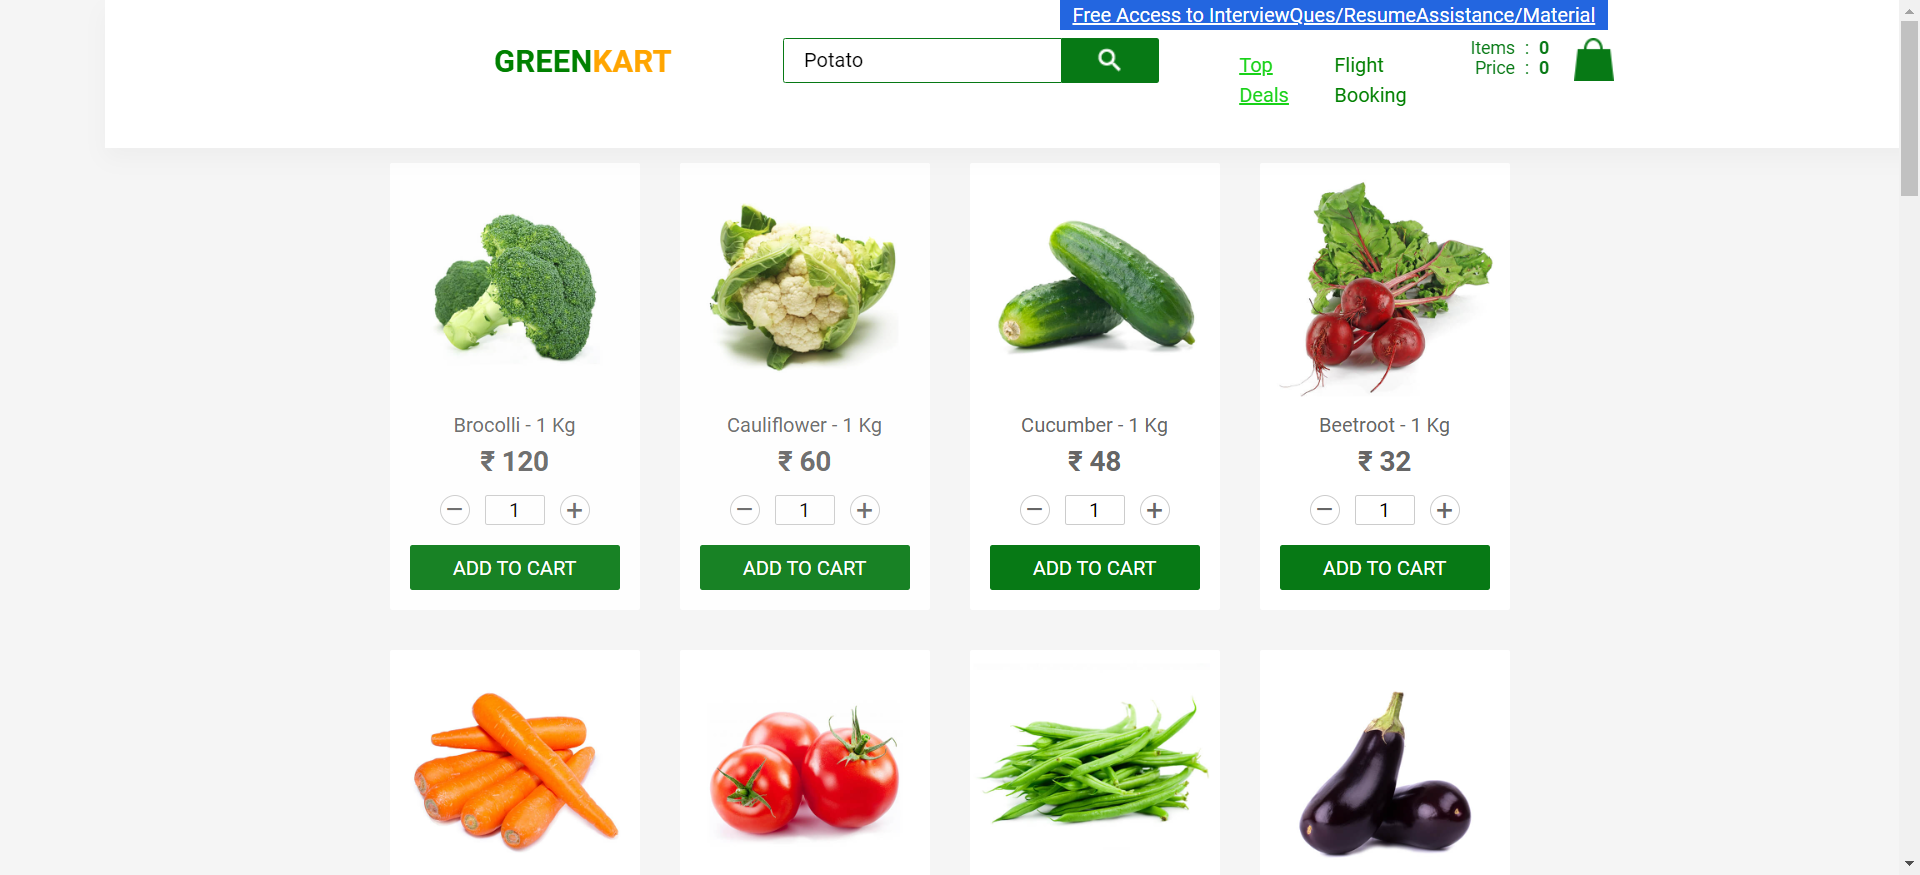 Free Access to InterviewQues/ResumeAssistance/Material
GREENKART
Potato
Top
Deals
Flight
Booking
Items : 0
Price : 0
Brocolli - 1 Kg
₹ 120
1
ADD TO CART
Cauliflower - 1 Kg
₹ 60
1
ADD TO CART
Cucumber - 1 Kg
₹ 48
1
ADD TO CART
Beetroot - 1 Kg
₹ 32
1
ADD TO CART